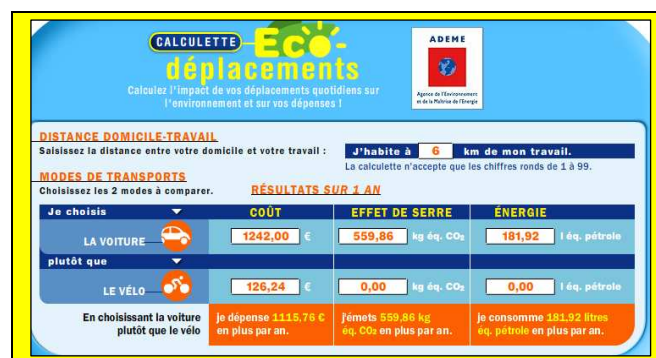 CALCULETTE Eco-
déplacements
Calculez l'impact de vos déplacements quotidiens sur
l'environnement et sur vos dépenses !
ADEME
Agence de l'Environnement
et de la Maîtrise de l'Energie
DISTANCE DOMICILE-TRAVAIL
Saisissez la distance entre votre domicile et votre travail :
J'habite à 6 km de mon travail.
La calculette n'accepte que les chiffres ronds de 1 à 99.
MODES DE TRANSPORTS
Choisissez les 2 modes à comparer.
RÉSULTATS SUR 1 AN
Je choisis COÛT EFFET DE SERRE ÉNERGIE
LA VOITURE 1242,00 € 559,86 kg éq. CO₂ 181,92 l éq. pétrole
plutôt que
LE VÉLO 126,24 € 0,00 kg éq. CO₂ 0,00 l éq. pétrole
En choisissant la voiture
plutôt que le vélo
je dépense 1115,76 €
en plus par an.
j'émets 559,86 kg
éq. CO₂ en plus par an.
je consomme 181,92 litres
éq. pétrole en plus par an.